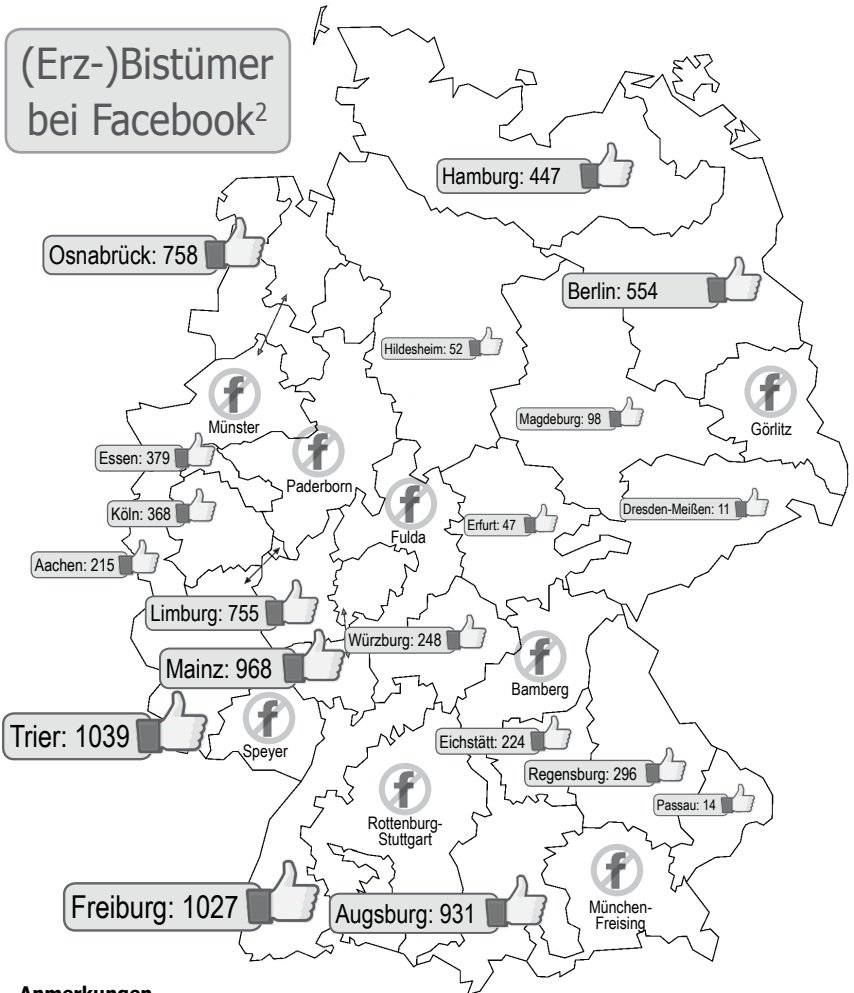 (Erz-)Bistümer
bei Facebook²
Hamburg: 447
Osnabrück: 758
Berlin: 554
Hildesheim: 52
Münster
Görlitz
Magdeburg: 98
Essen: 379
Paderborn
Köln: 368
Fulda
Erfurt: 47
Dresden-Meißen: 11
Aachen: 215
Limburg: 755
Würzburg: 248
Mainz: 968
Bamberg
Trier: 1039
Speyer
Eichstätt: 224
Regensburg: 296
Passau: 14
Rottenburg-
Stuttgart
Freiburg: 1027
Augsburg: 931
München-
Freising
Anmerkungen